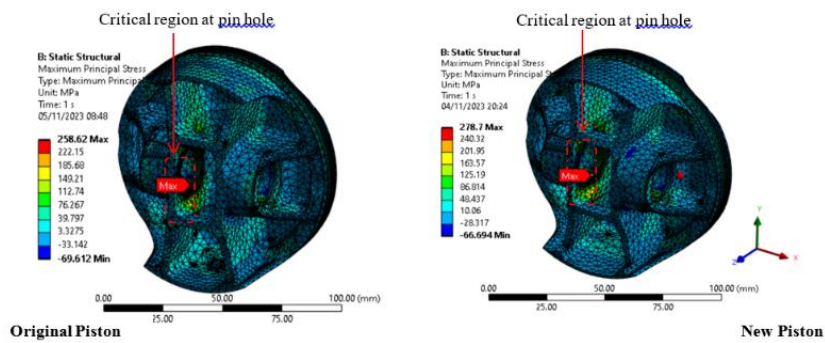 Critical region at pin hole
B: Static Structural
Maximum Principal Stress
Type: Maximum Principal
Unit: MPa
Time: 1 s
05/11/2023 08:48
258.62 Max
222.15
185.68
149.21
112.74
76.267
39.797
3.3275
-33.142
-69.612 Min
Max
0.00
50.00
100.00 (mm)
25.00
75.00
Original Piston
Critical region at pin hole
B: Static Structural
Maximum Principal Stress
Type: Maximum Principal S
Unit: MPa
Time: 1 s
04/11/2023 20:24
278.7 Max
240.32
201.95
163.57
125.19
86.814
48.437
10.06
-28.317
-66.694 Min
Max
Y
X
Z
0.00
50.00
100.00 (mm)
25.00
75.00
New Piston